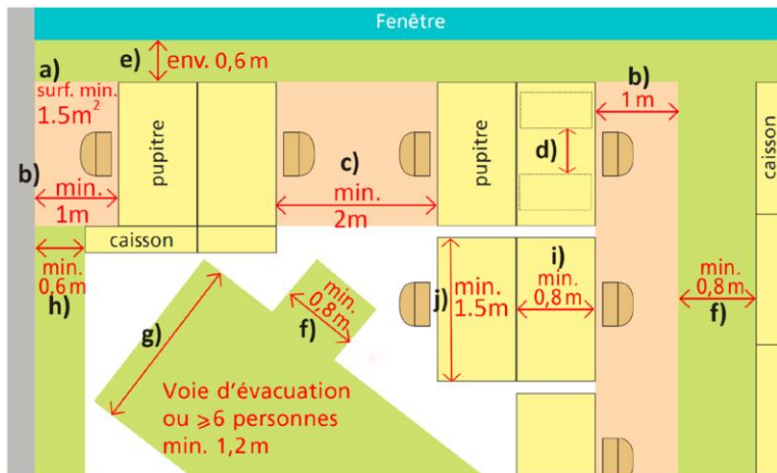 Fenêtre
a)
surf. min.
1.5m²
e)
env. 0,6 m
b)
min.
1m
pupitre
c)
min.
2m
pupitre
d)
b)
1 m
caisson
caisson
min.
0,6 m
h)
g)
min.
0,8m
f)
j)
min.
1.5m
i)
min.
0,8m
min.
0,8 m
f)
Voie d'évacuation
ou ⩾6 personnes
min. 1,2 m